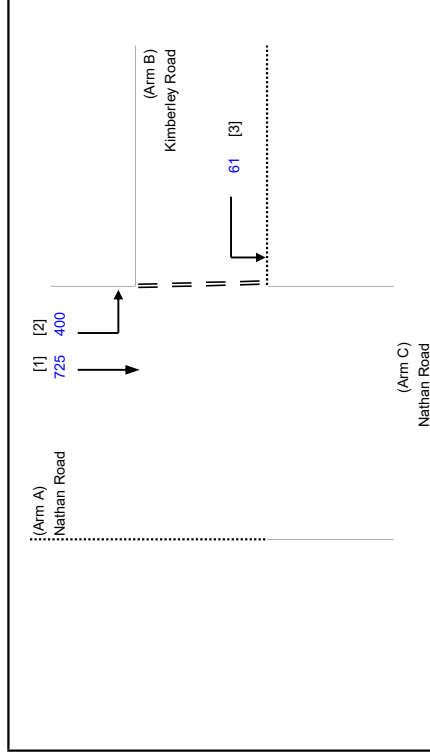 (Arm A)
Nathan Road
[1] [2]
725 400
(Arm B)
Kimberley Road
61 [3]
(Arm C)
Nathan Road